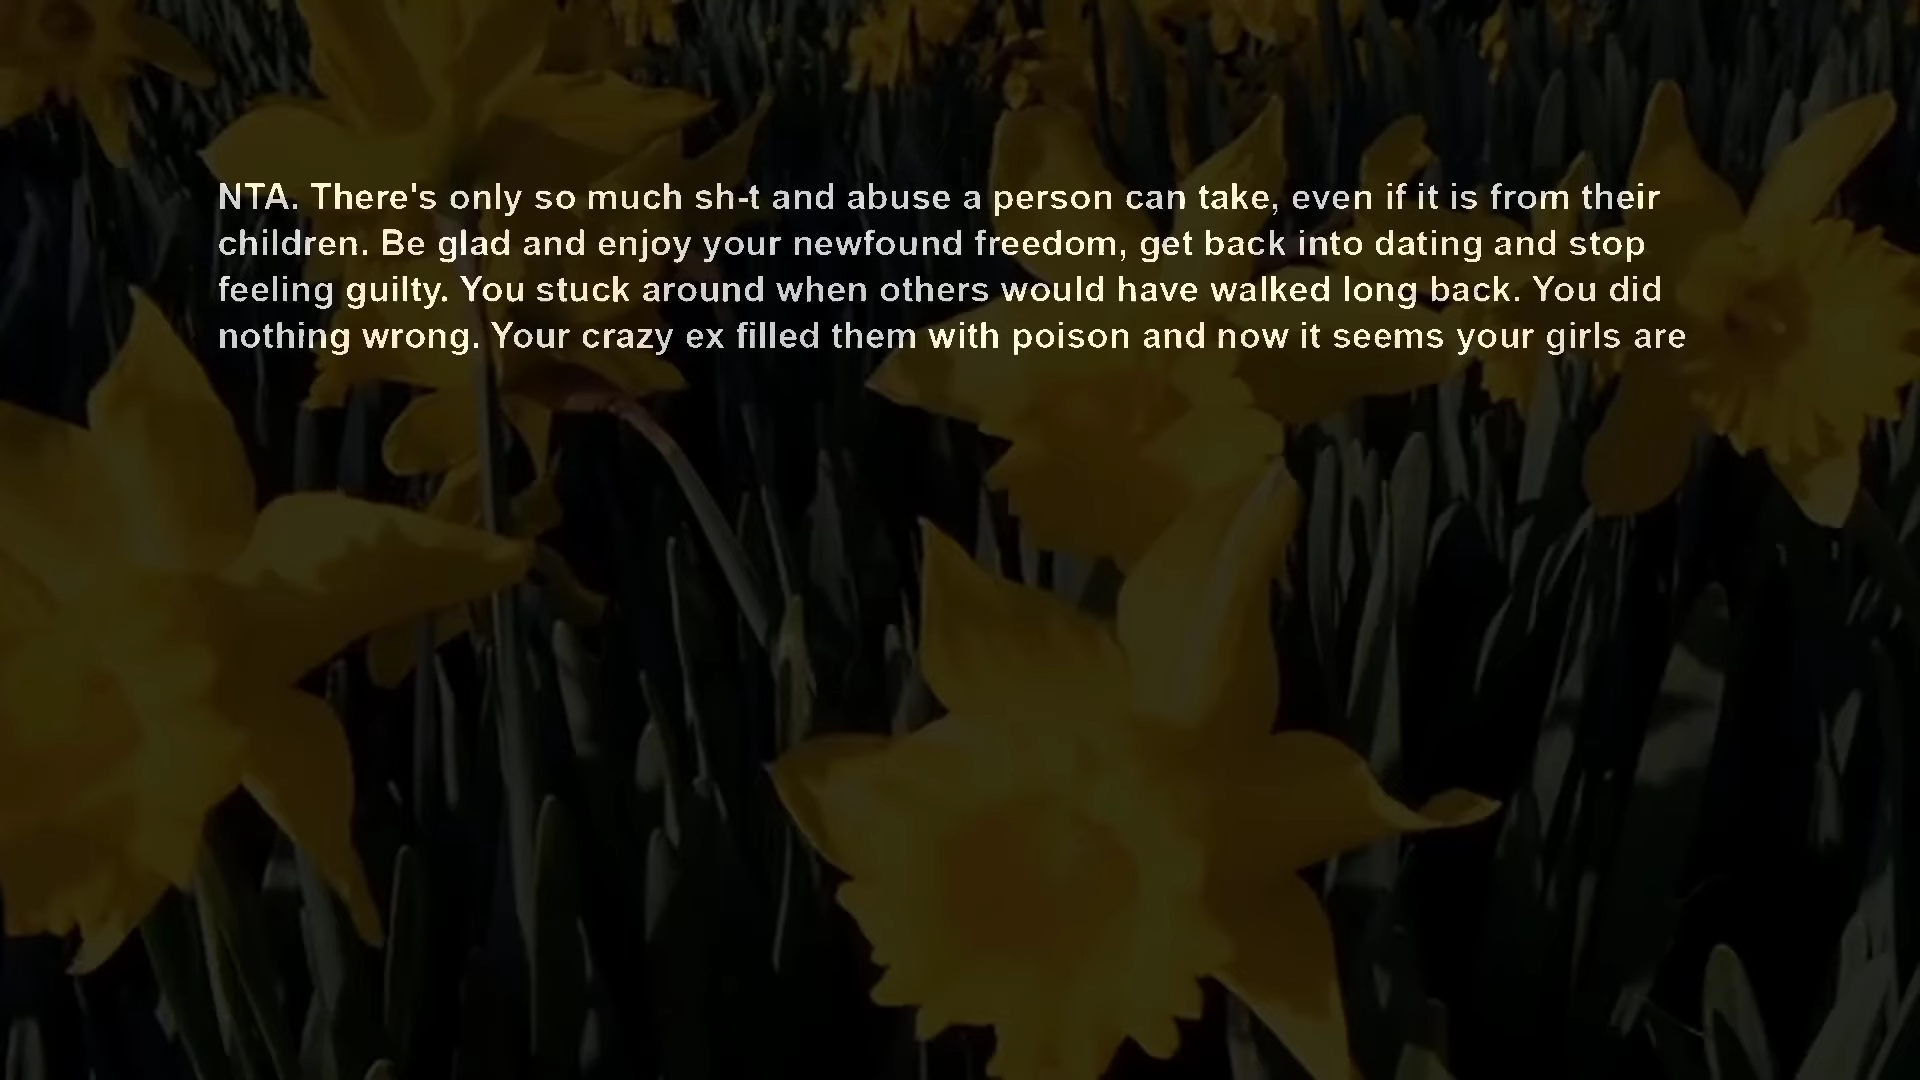 NTA. There's only so much sh-t and abuse a person can take, even if it is from their
children. Be glad and enjoy your newfound freedom, get back into dating and stop
feeling guilty. You stuck around when others would have walked long back. You did
nothing wrong. Your crazy ex filled them with poison and now it seems your girls are